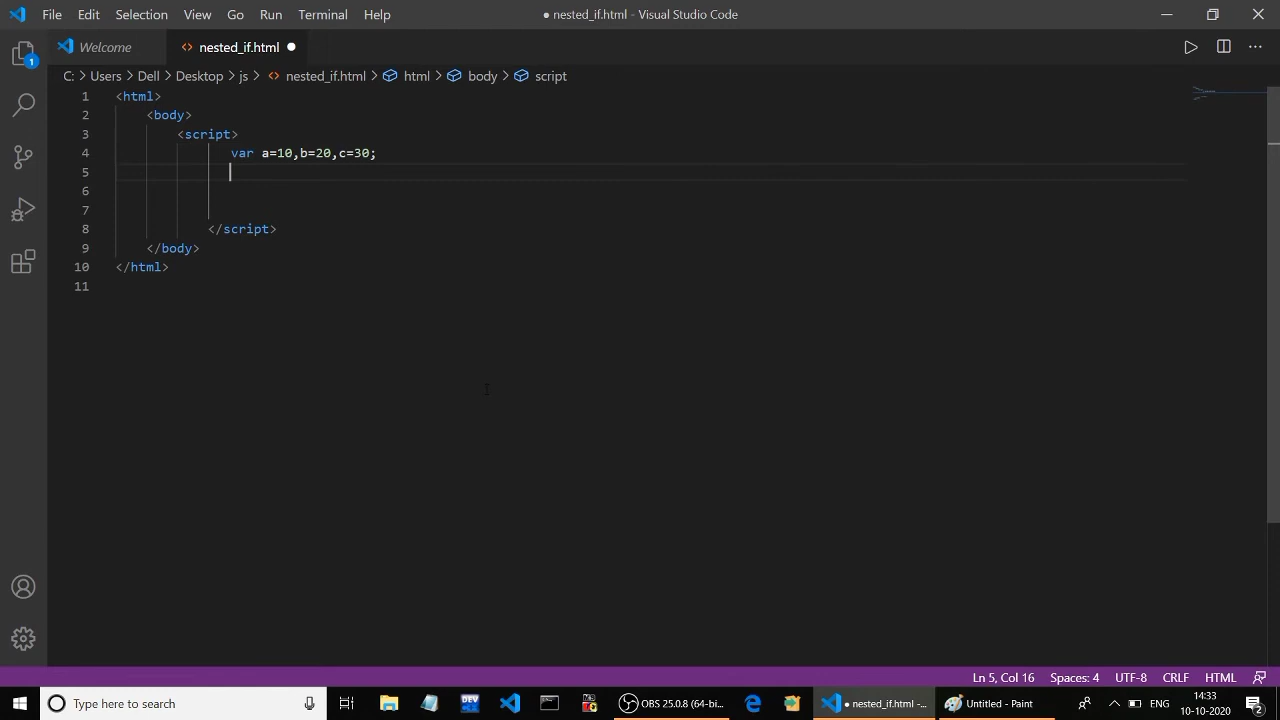 File Edit Selection View Go Run Terminal Help
● nested_if.html - Visual Studio Code
Welcome
<> nested_if.html ●
C: > Users > Dell > Desktop > js > <> nested_if.html > html > body > script
1 <html>
2 <body>
3 <script>
4 var a=10,b=20,c=30;
5
6
7
8 </script>
9 </body>
10 </html>
11
1
Ln 5, Col 16 Spaces: 4 UTF-8 CRLF HTML
Type here to search
DEV
OBS 25.0.8 (64-bi...
● nested_if.html -...
Untitled - Paint
ENG
14:33
10-10-2020
2